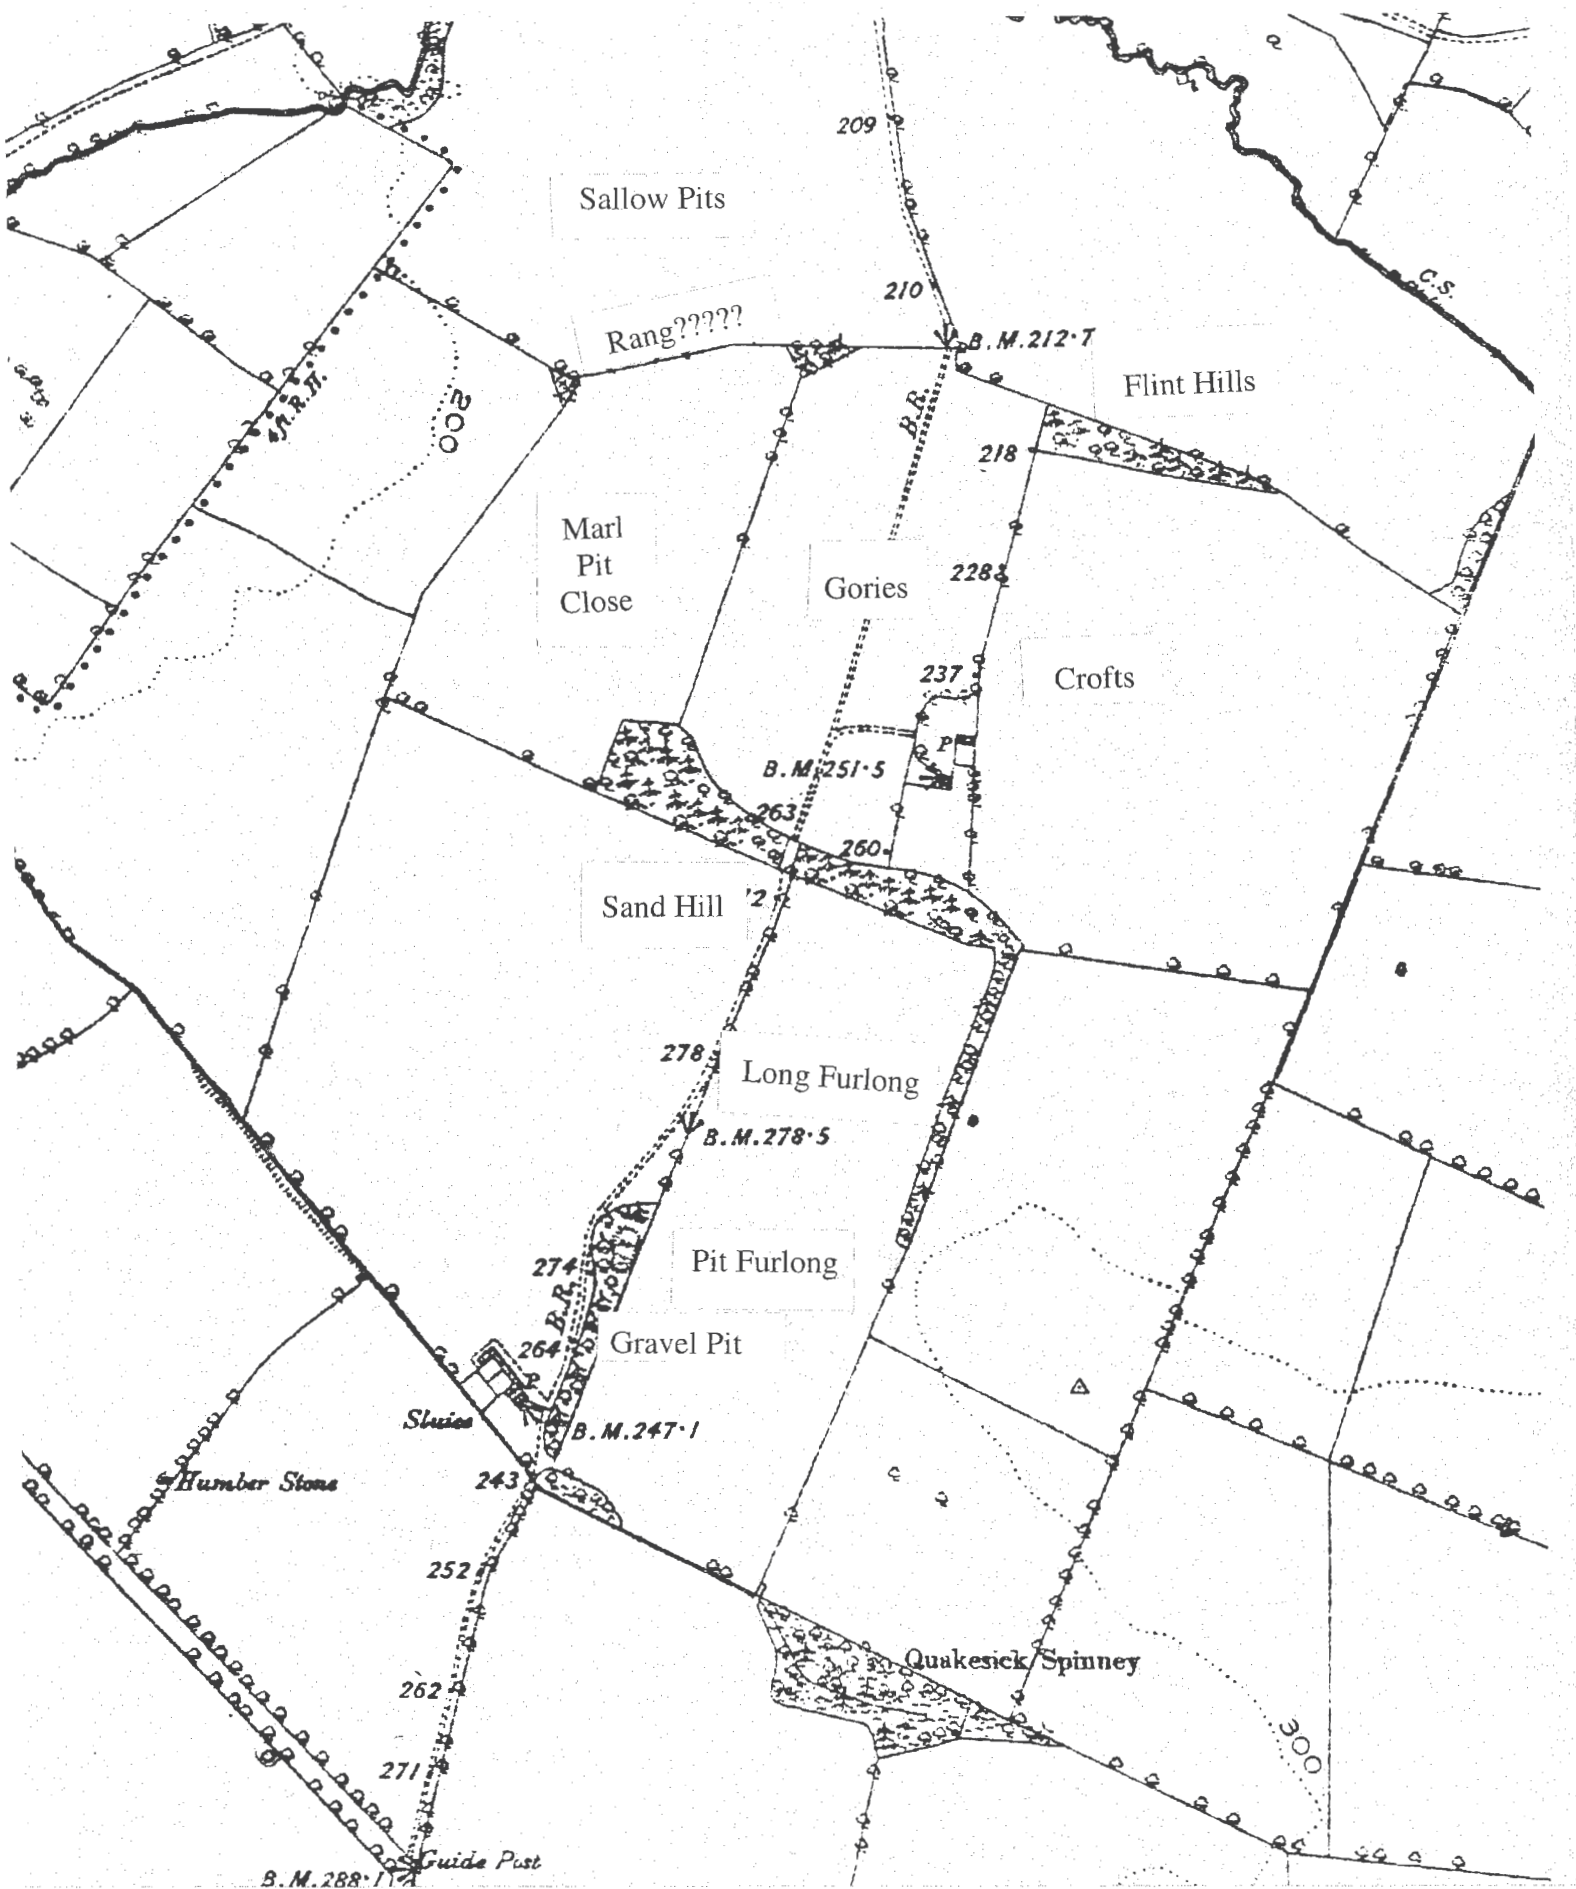 209
Sallow Pits
C.S.
210
Rang?????
B.M.212·7
Flint Hills
200
B.R.
218
Marl
Pit
Close
Gories
228
237
Crofts
P
B.M.251·5
263
260
Sand Hill
278
Long Furlong
B.M.278·5
274
Pit Furlong
B.R.
264
Gravel Pit
P
Sluice
B.M.247·1
Humber Stone
243
252
Quakesick Spinney
262
300
271
Guide Post
B.M.288·1